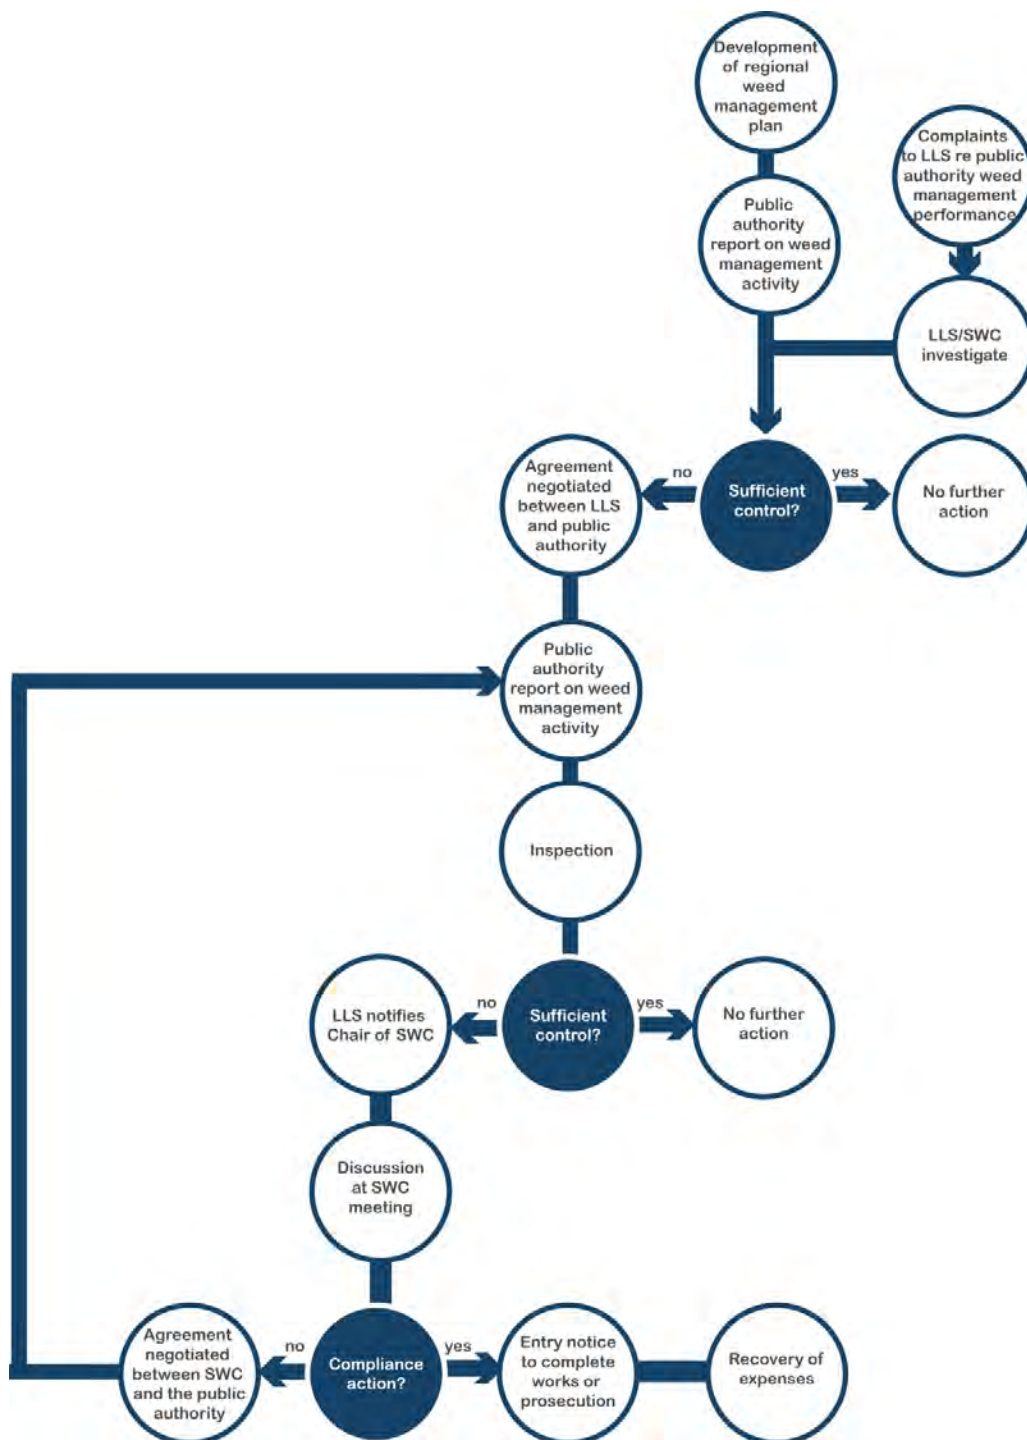 Development
of regional
weed
management
plan
Complaints
to LLS re public
authority weed
management
performance
Public
authority
report on weed
management
activity
LLS/SWC
investigate
Agreement
negotiated
between LLS
and public
authority
no
Sufficient
control?
yes
No further
action
Public
authority
report on weed
management
activity
Inspection
LLS notifies
Chair of SWC
no
Sufficient
control?
yes
No further
action
Discussion
at SWC
meeting
Agreement
negotiated
between SWC
and the public
authority
no
Compliance
action?
yes
Entry notice
to complete
works or
prosecution
Recovery of
expenses